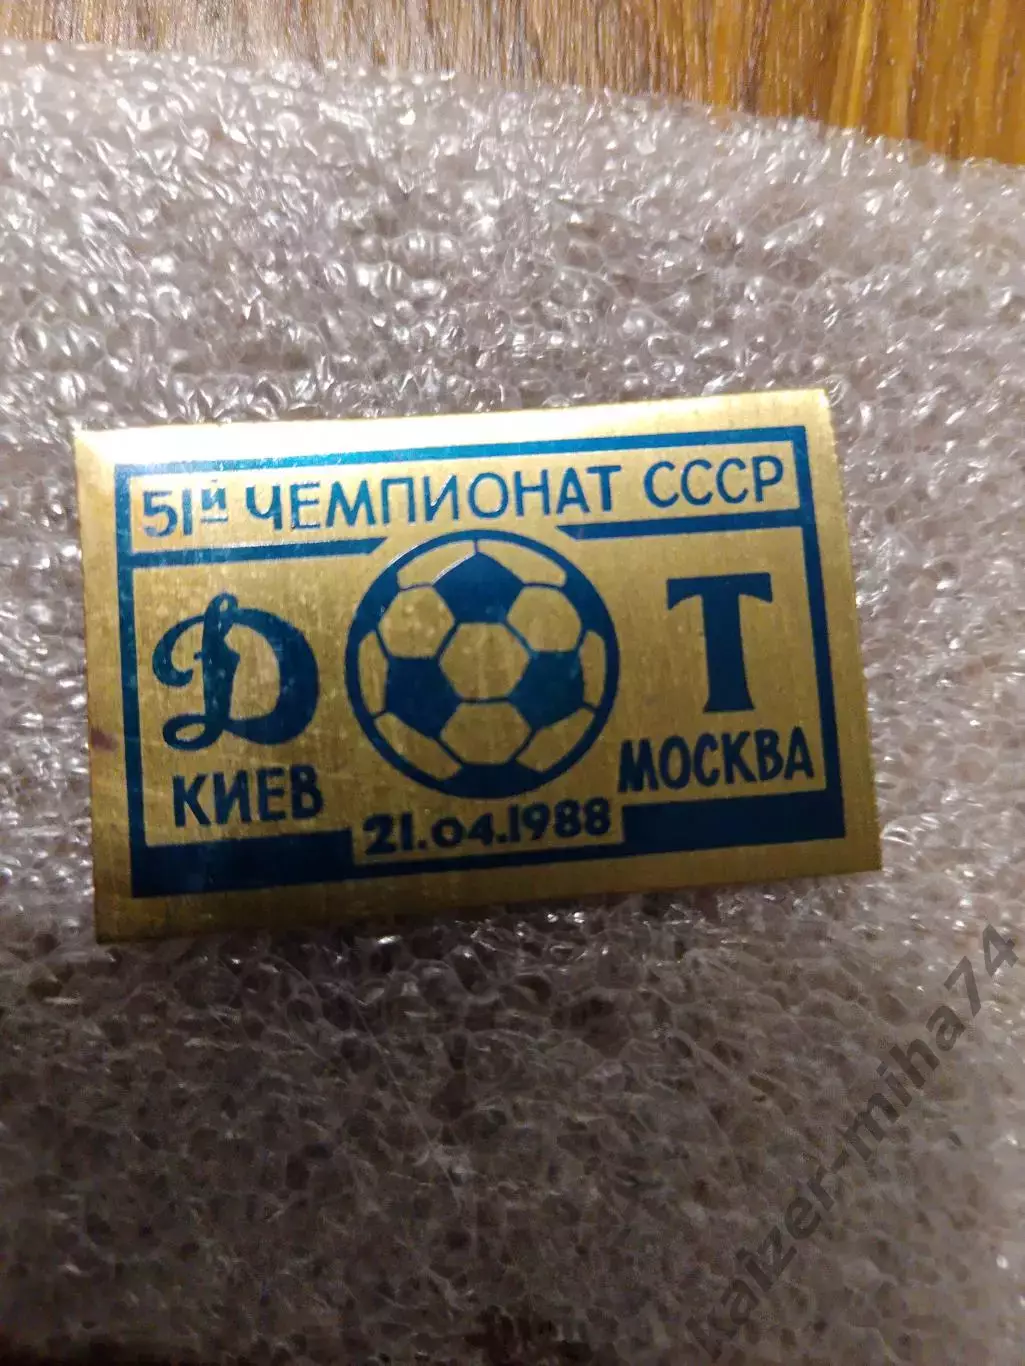 51й ЧЕМПИОНАТ СССР
Д Т
КИЕВ МОСКВА
21.04.1988
kaizer-miha74